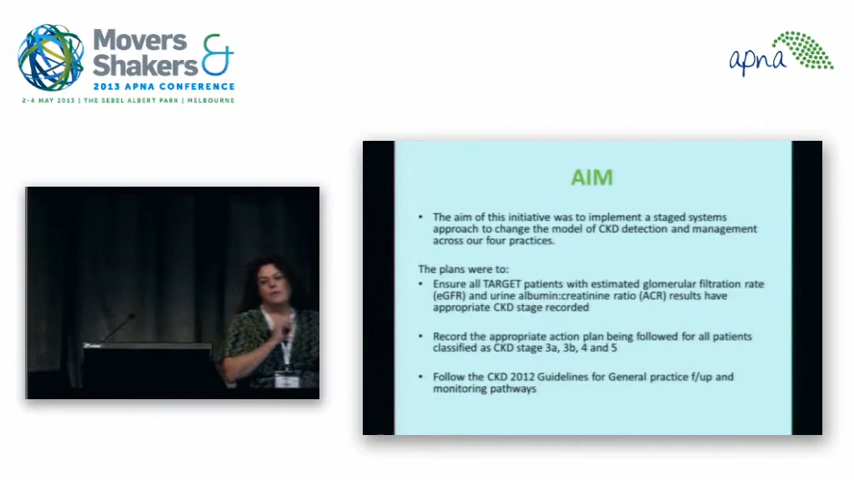 Movers
Shakers &
2013 APNA CONFERENCE
2-4 MAY 2013 | THE SEBEL ALBERT PARK | MELBOURNE
apna
AIM
• The aim of this initiative was to implement a staged systems
approach to change the model of CKD detection and management
across our four practices.
The plans were to:
• Ensure all TARGET patients with estimated glomerular filtration rate
(eGFR) and urine albumin:creatinine ratio (ACR) results have
appropriate CKD stage recorded
• Record the appropriate action plan being followed for all patients
classified as CKD stage 3a, 3b, 4 and 5
• Follow the CKD 2012 Guidelines for General practice f/up and
monitoring pathways